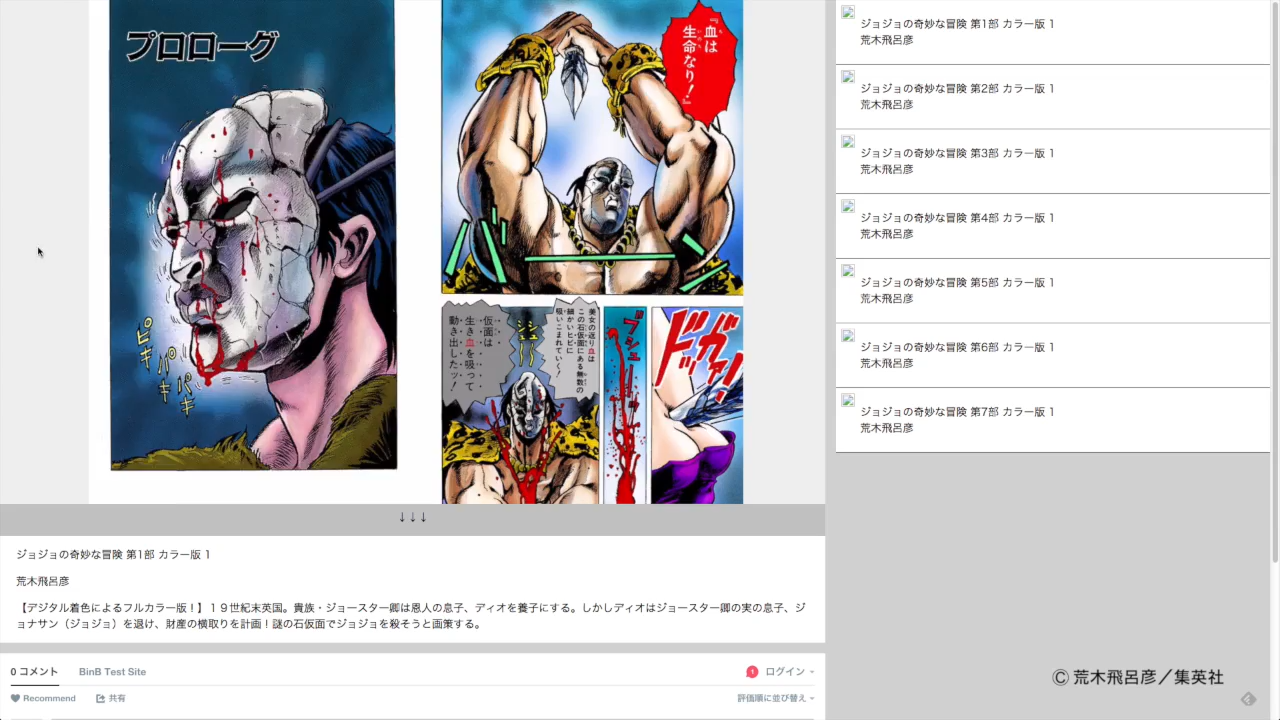 プロローグ
『血は
生命なり！』
いのち
ピキ
パキ
パキ
ドッガァッ！
ブシューーッ
美女の返り血は
この石仮面にある無数の
細かいヒビに
吸いこまれていく！
ジューーッ
仮面は
生き血を吸って
動き出したッ！
↓↓↓
ジョジョの奇妙な冒険 第1部 カラー版 1
荒木飛呂彦
【デジタル着色によるフルカラー版！】１９世紀末英国。貴族・ジョースター卿は恩人の息子、ディオを養子にする。しかしディオはジョースター卿の実の息子、ジ
ョナサン（ジョジョ）を退け、財産の横取りを計画！謎の石仮面でジョジョを殺そうと画策する。
0 コメント
BinB Test Site
1
ログイン
Recommend
共有
評価順に並び替え
ジョジョの奇妙な冒険 第1部 カラー版 1
荒木飛呂彦
ジョジョの奇妙な冒険 第2部 カラー版 1
荒木飛呂彦
ジョジョの奇妙な冒険 第3部 カラー版 1
荒木飛呂彦
ジョジョの奇妙な冒険 第4部 カラー版 1
荒木飛呂彦
ジョジョの奇妙な冒険 第5部 カラー版 1
荒木飛呂彦
ジョジョの奇妙な冒険 第6部 カラー版 1
荒木飛呂彦
ジョジョの奇妙な冒険 第7部 カラー版 1
荒木飛呂彦
Ⓒ 荒木飛呂彦／集英社